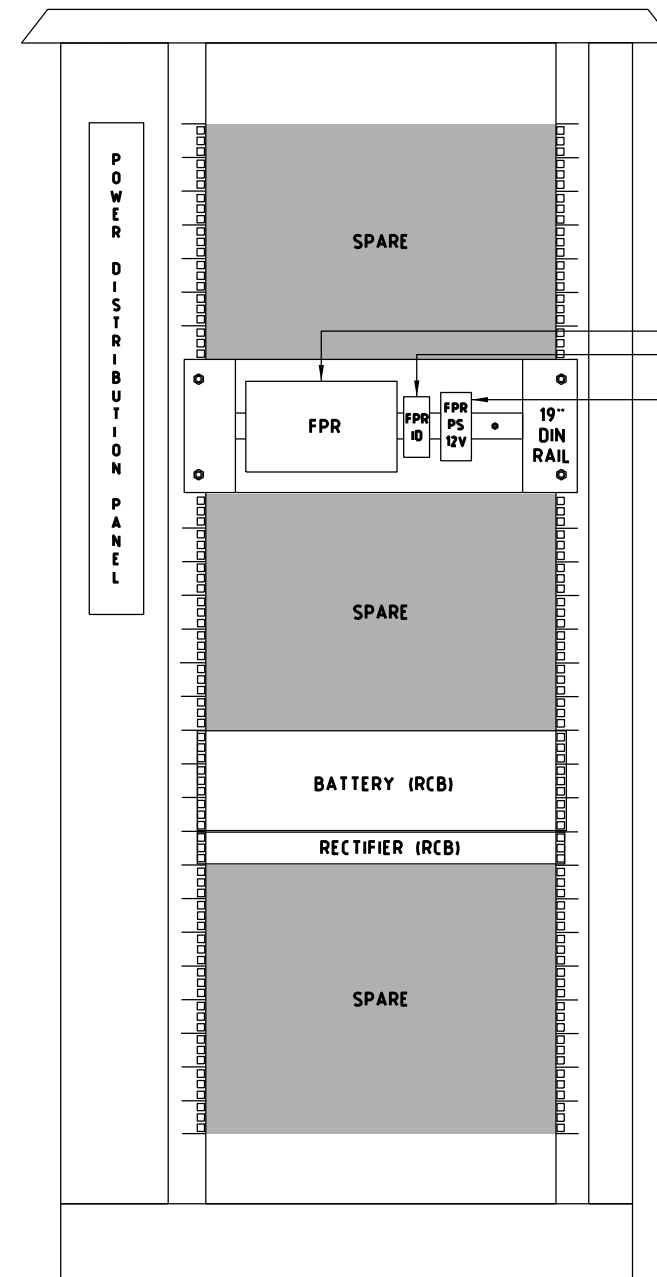 POWER DISTRIBUTION PANEL
SPARE
FPR
FPR
ID
FPR
PS
12V
19"
DIN
RAIL
SPARE
BATTERY (RCB)
RECTIFIER (RCB)
SPARE